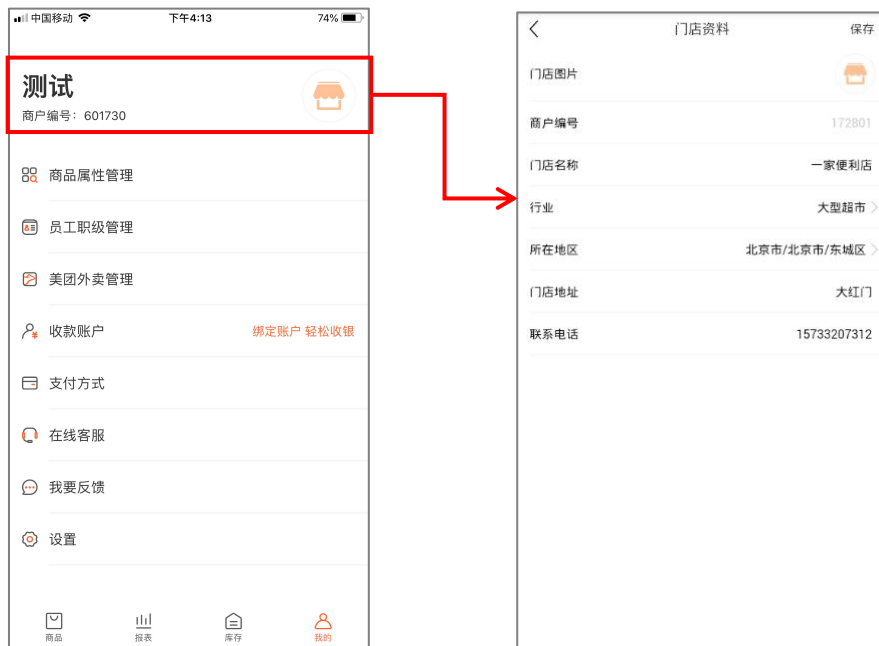 中国移动 下午4:13 74%
测试
商户编号：601730
商品属性管理
员工职级管理
美团外卖管理
收款账户 绑定账户 轻松收银
支付方式
在线客服
我要反馈
设置
商品 报表 库存 我的
门店资料 保存
门店图片
商户编号 172801
门店名称 一家便利店
行业 大型超市
所在地区 北京市/北京市/东城区
门店地址 大红门
联系电话 15733207312